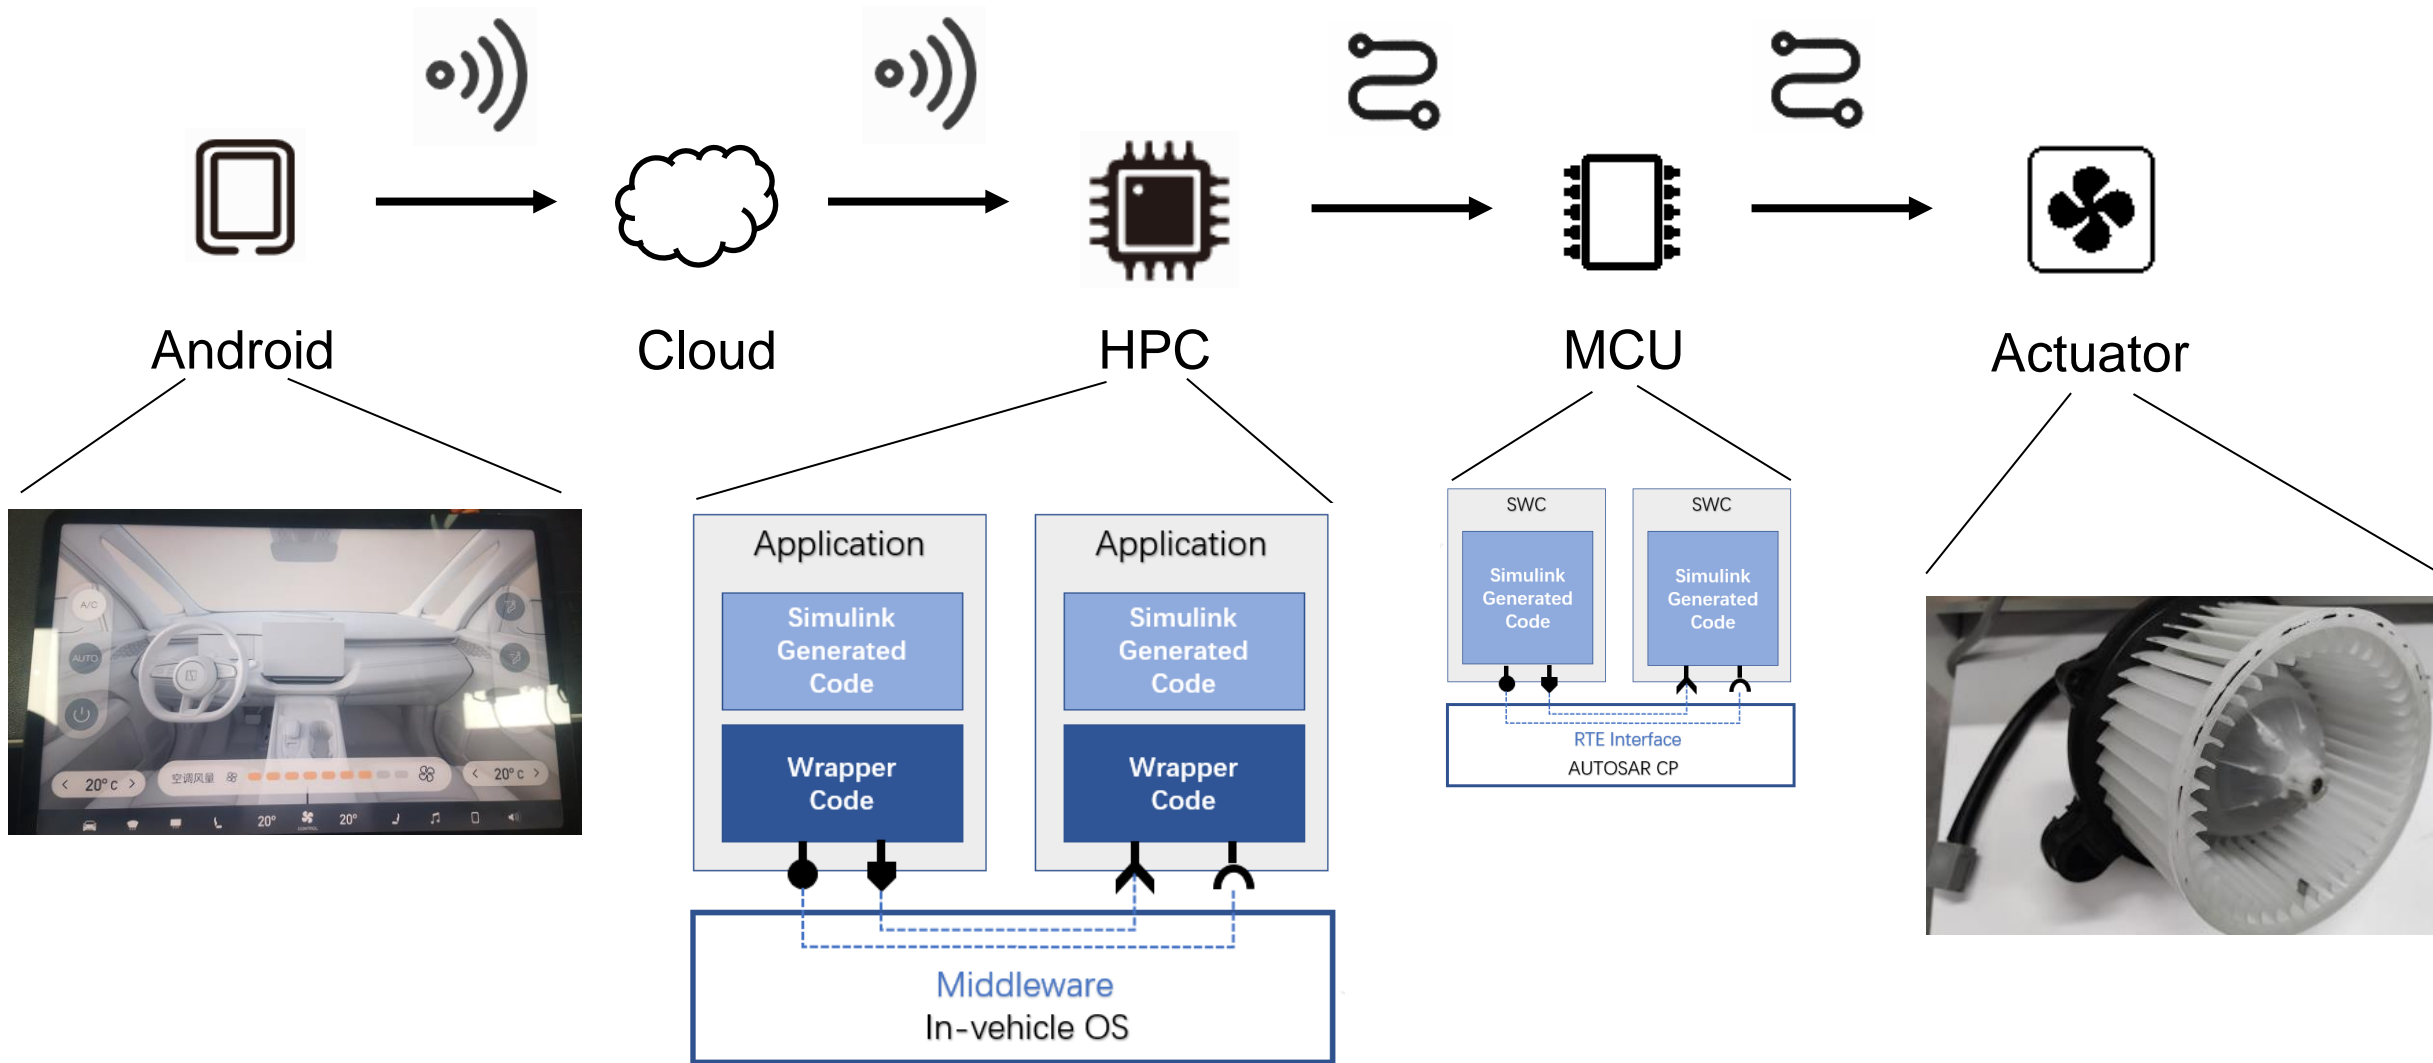 Android
Cloud
HPC
MCU
Actuator
A/C
AUTO
20°c
空调风量
20°c
20°
CONTROL
20°
Application
Simulink
Generated
Code
Wrapper
Code
Application
Simulink
Generated
Code
Wrapper
Code
Middleware
In-vehicle OS
SWC
Simulink
Generated
Code
SWC
Simulink
Generated
Code
RTE Interface
AUTOSAR CP